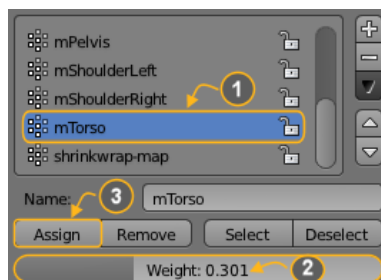 mPelvis
mShoulderLeft
1
mShoulderRight
mTorso
shrinkwrap-map
Name: 3 mTorso
Assign Remove Select Deselect
Weight: 0.301 2